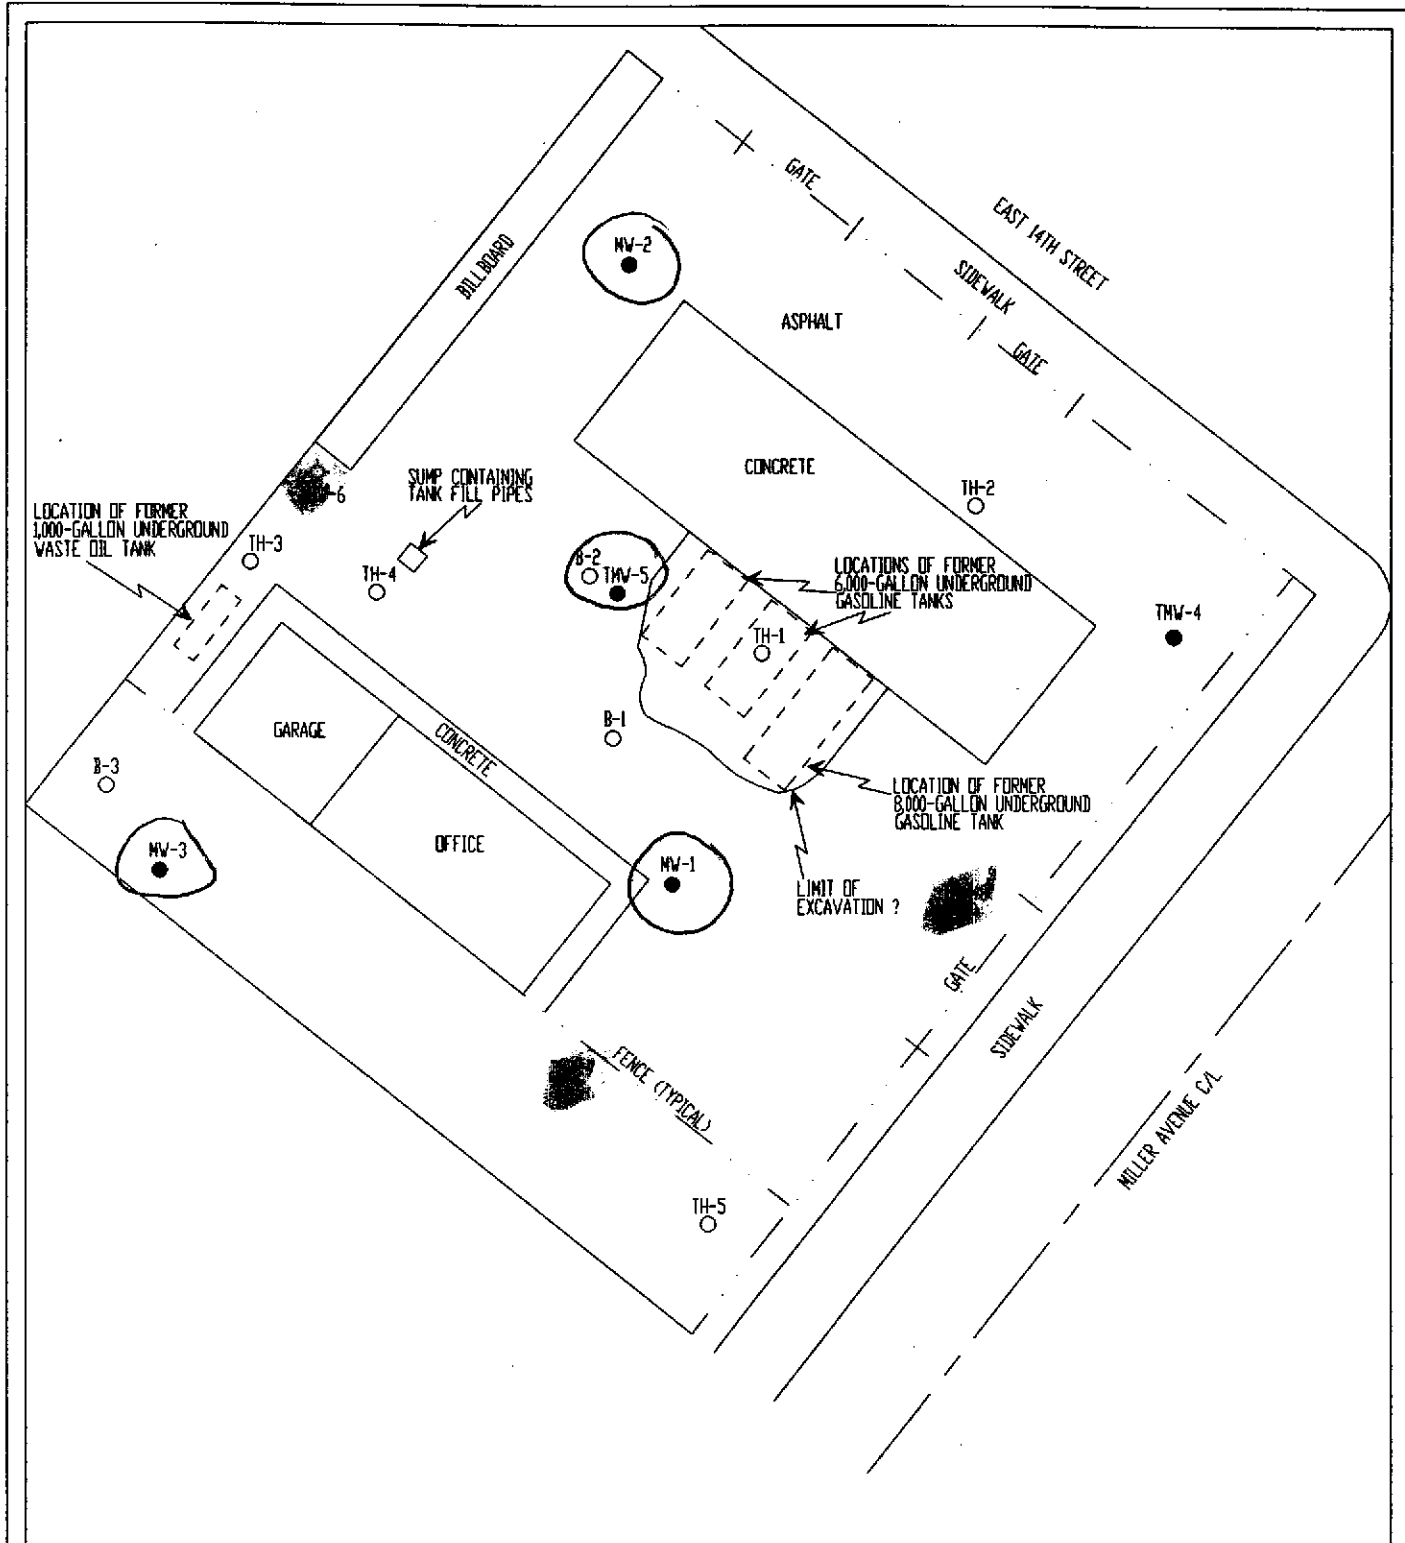 EAST 14TH STREET
GATE
SIDEWALK
GATE
BILLBOARD
MW-2
ASPHALT
CONCRETE
TH-2
SUMP CONTAINING
TANK FILL PIPES
-6
LOCATION OF FORMER
1,000-GALLON UNDERGROUND
WASTE OIL TANK
TH-3
TH-4
B-2
TMW-5
LOCATIONS OF FORMER
6,000-GALLON UNDERGROUND
GASOLINE TANKS
TH-1
TMW-4
B-1
GARAGE
CONCRETE
OFFICE
B-3
MW-3
MW-1
LOCATION OF FORMER
8,000-GALLON UNDERGROUND
GASOLINE TANK
LIMIT OF
EXCAVATION ?
GATE
SIDEWALK
FENCE (TYPICAL)
MILLER AVENUE C/L
TH-5